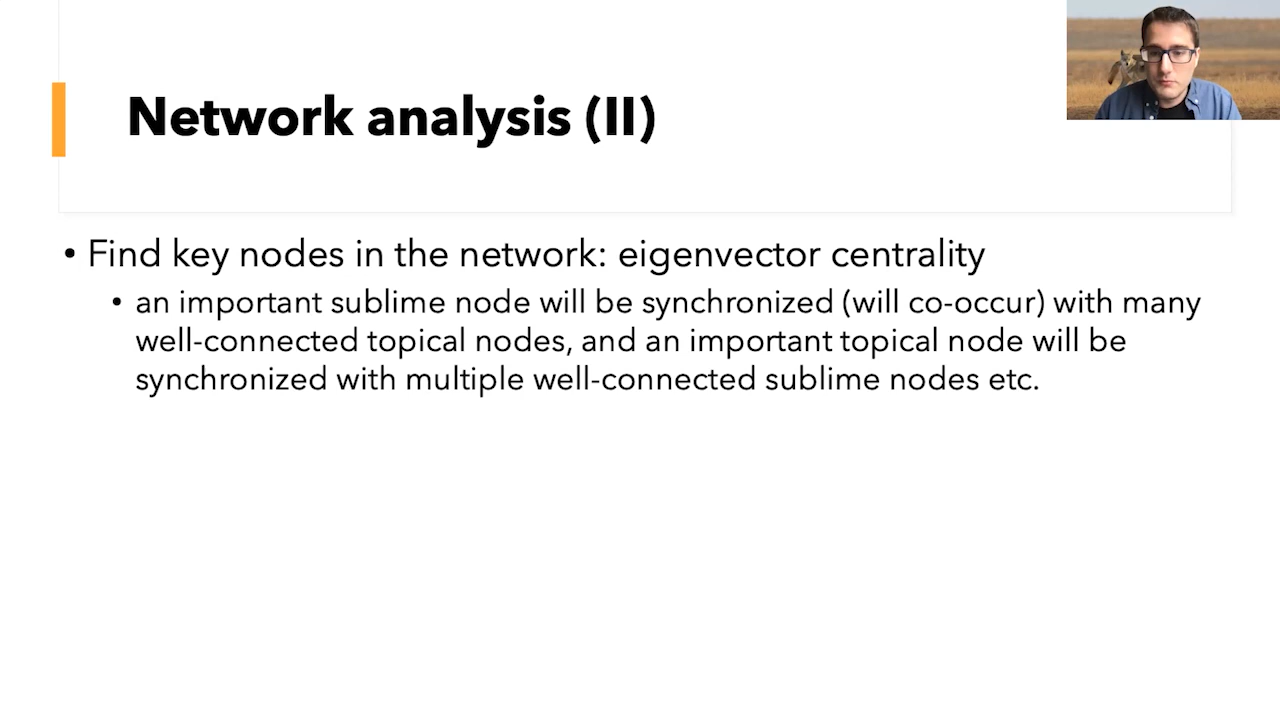 Network analysis (II)
• Find key nodes in the network: eigenvector centrality
• an important sublime node will be synchronized (will co-occur) with many
well-connected topical nodes, and an important topical node will be
synchronized with multiple well-connected sublime nodes etc.